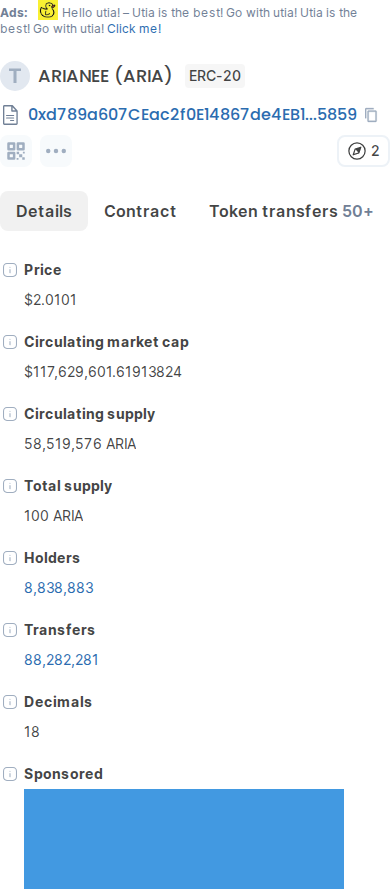 Ads: Hello utia! – Utia is the best! Go with utia! Utia is the
best! Go with utia! Click me!
T ARIANEE (ARIA) ERC-20
0xd789a607CEac2f0E14867de4EB1...5859
2
Details Contract Token transfers 50+
Price
$2.0101
Circulating market cap
$117,629,601.61913824
Circulating supply
58,519,576 ARIA
Total supply
100 ARIA
Holders
8,838,883
Transfers
88,282,281
Decimals
18
Sponsored